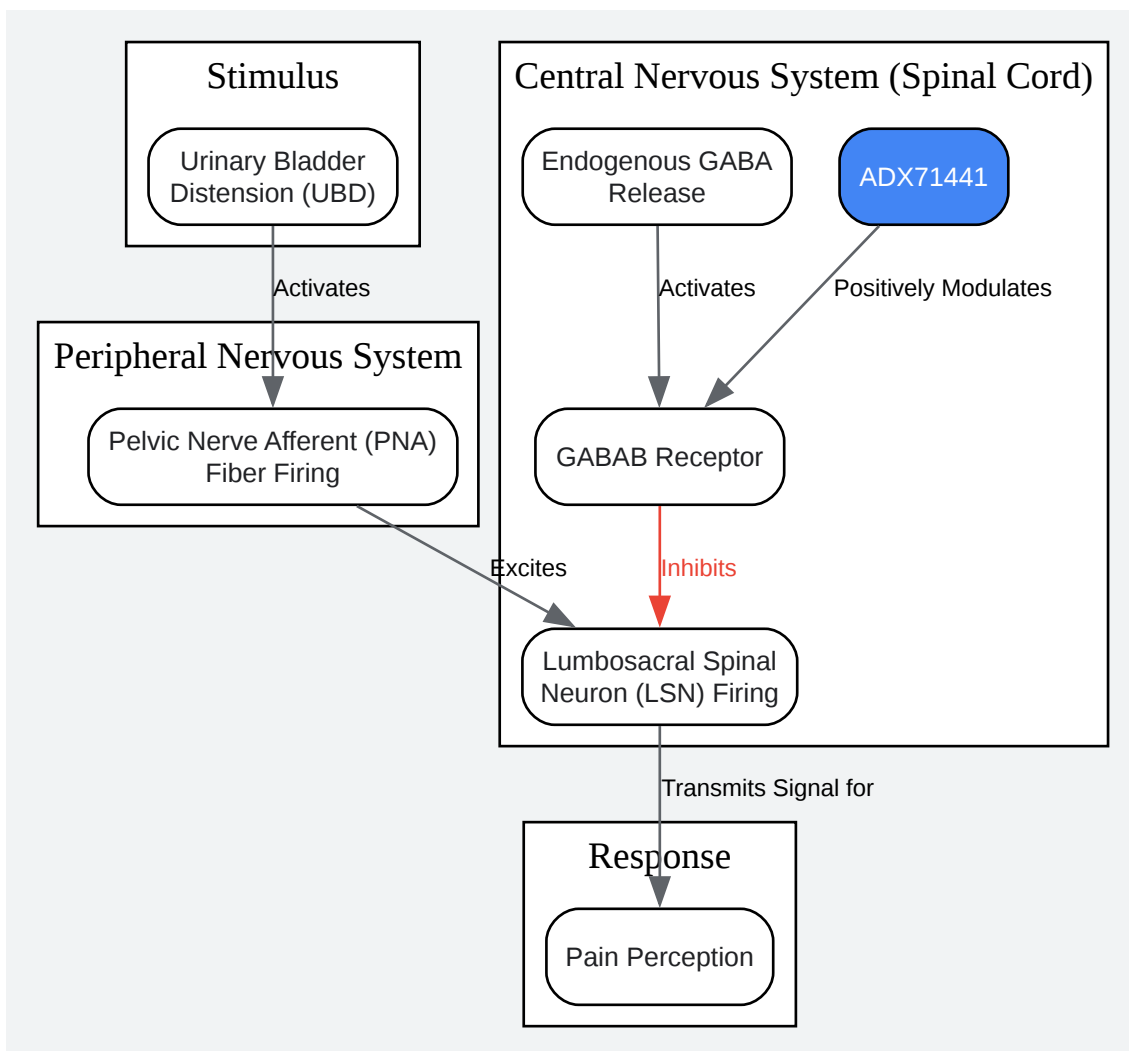 Stimulus
Urinary Bladder
Distension (UBD)
Activates
Peripheral Nervous System
Pelvic Nerve Afferent (PNA)
Fiber Firing
Excites
Central Nervous System (Spinal Cord)
Endogenous GABA
Release
ADX71441
Activates
Positively Modulates
GABAB Receptor
Inhibits
Lumbosacral Spinal
Neuron (LSN) Firing
Transmits Signal for
Response
Pain Perception